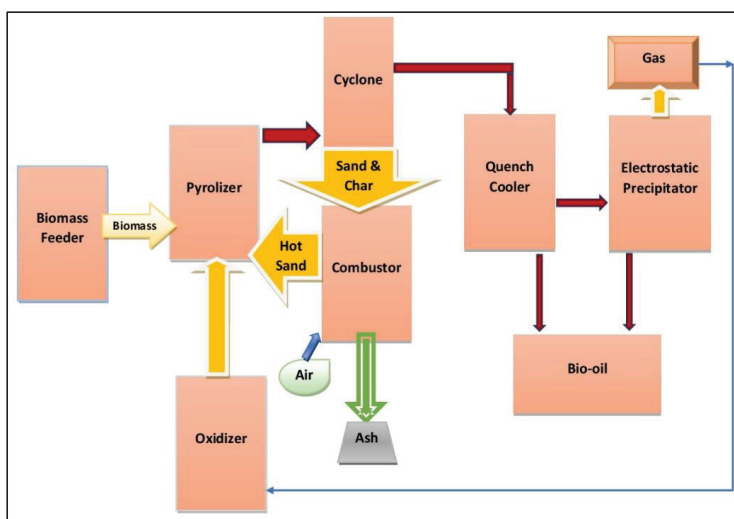 Gas
Cyclone
Pyrolizer
Sand &
Char
Quench
Cooler
Electrostatic
Precipitator
Biomass
Feeder
Biomass
Hot
Sand
Combustor
Air
Bio-oil
Oxidizer
Ash